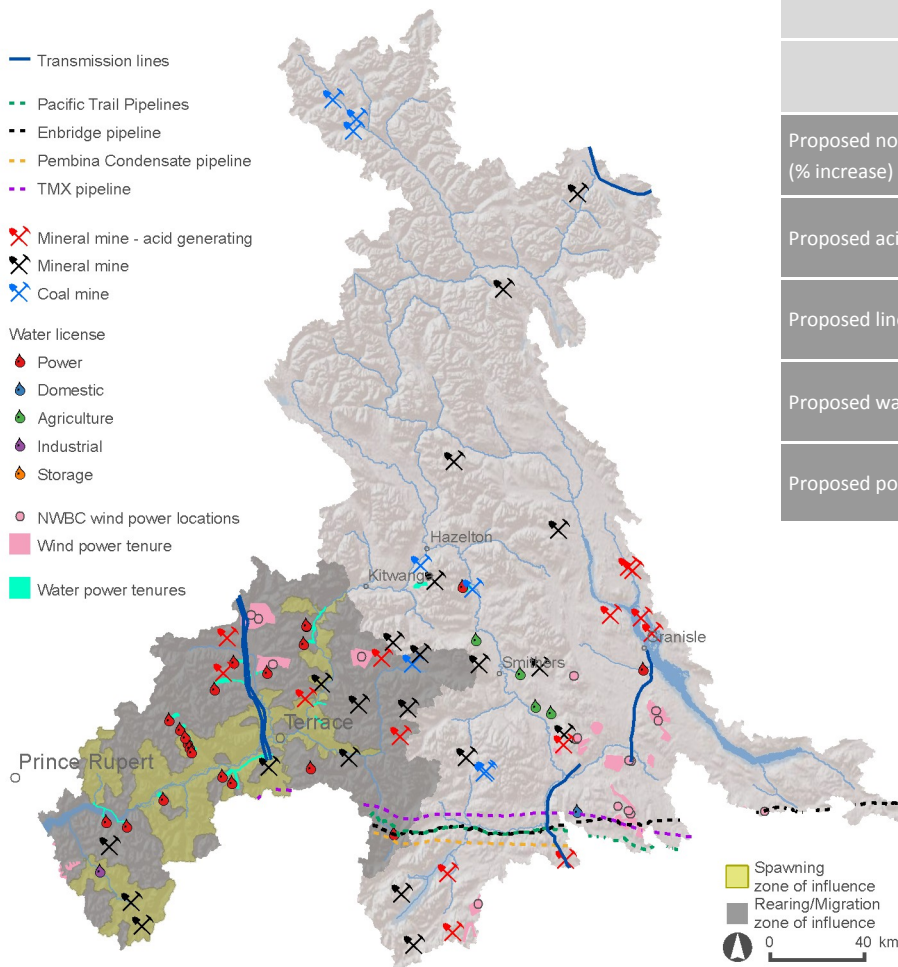 Transmission lines
Pacific Trail Pipelines
Enbridge pipeline
Pembina Condensate pipeline
TMX pipeline
Mineral mine - acid generating
Mineral mine
Coal mine
Water license
Power
Domestic
Agriculture
Industrial
Storage
NWBC wind power locations
Wind power tenure
Water power tenures
Proposed no
(% increase)
Proposed aci
Proposed line
Proposed wa
Proposed po
Hazelton
Kitwanga
Granisle
Smithers
Terrace
Prince Rupert
Spawning
zone of influence
Rearing/Migration
zone of influence
0 40 km